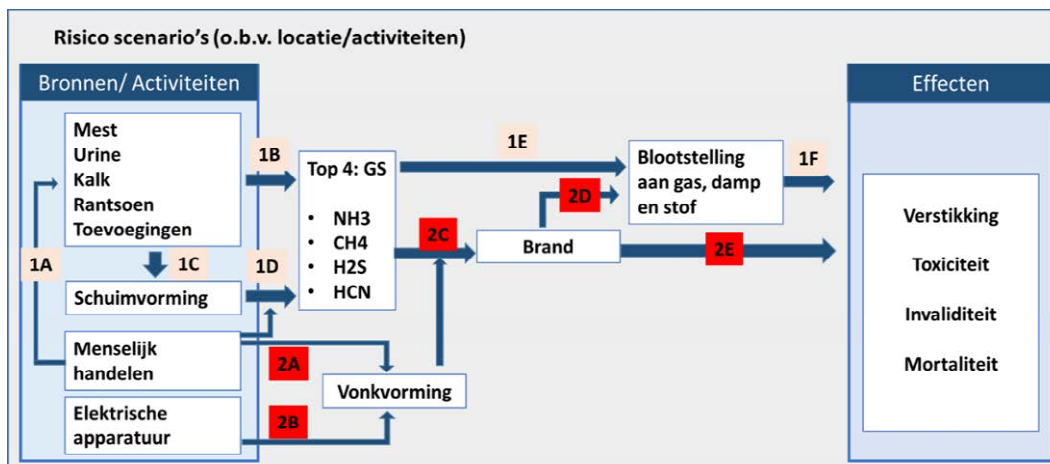 Risico scenario's (o.b.v. locatie/activiteiten)
Bronnen/ Activiteiten
Effecten
Mest
Urine
Kalk
Rantsoen
Toevoegingen
1A
1B
1C
1D
Schuimvorming
Menselijk
handelen
Elektrische
apparatuur
2A
2B
Top 4: GS
• NH3
• CH4
• H2S
• HCN
Vonkvorming
1E
2C
Brand
2D
Blootstelling
aan gas, damp
en stof
1F
2E
Verstikking
Toxiciteit
Invaliditeit
Mortaliteit